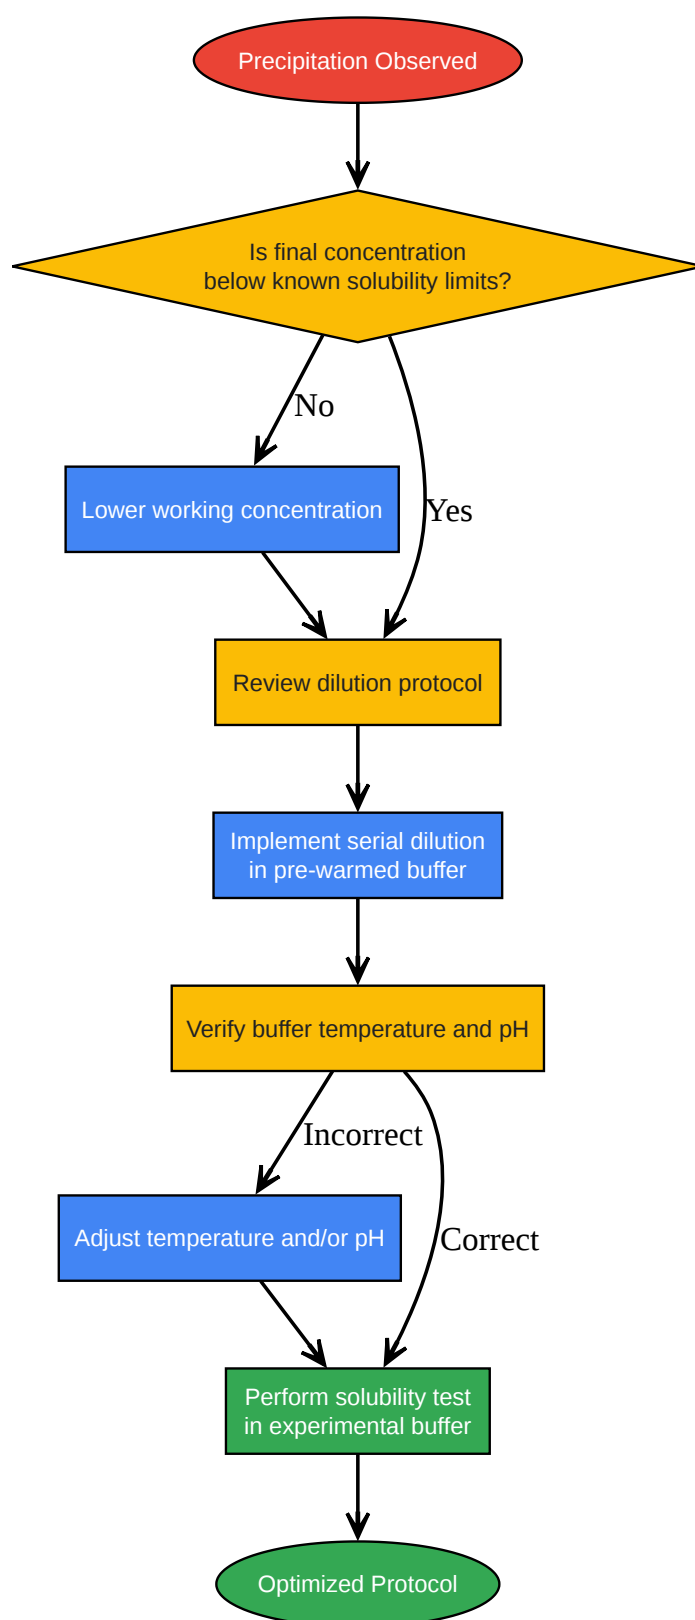 Precipitation Observed
Is final concentration
below known solubility limits?
No
Lower working concentration
Yes
Review dilution protocol
Implement serial dilution
in pre-warmed buffer
Verify buffer temperature and pH
Incorrect
Adjust temperature and/or pH
Correct
Perform solubility test
in experimental buffer
Optimized Protocol